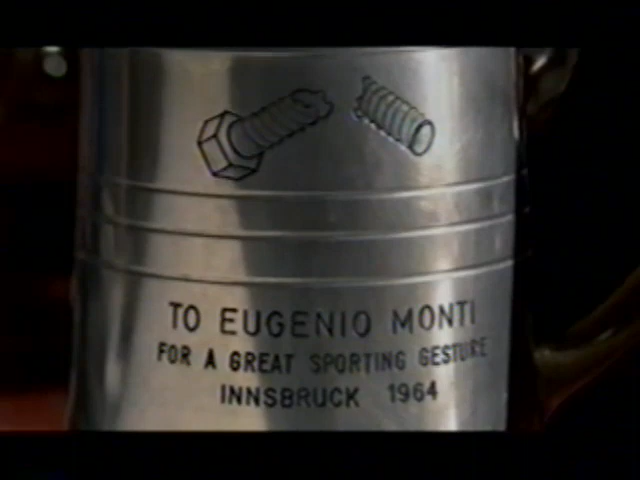 TO EUGENIO MONTI
FOR A GREAT SPORTING GESTURE
INNSBRUCK 1964